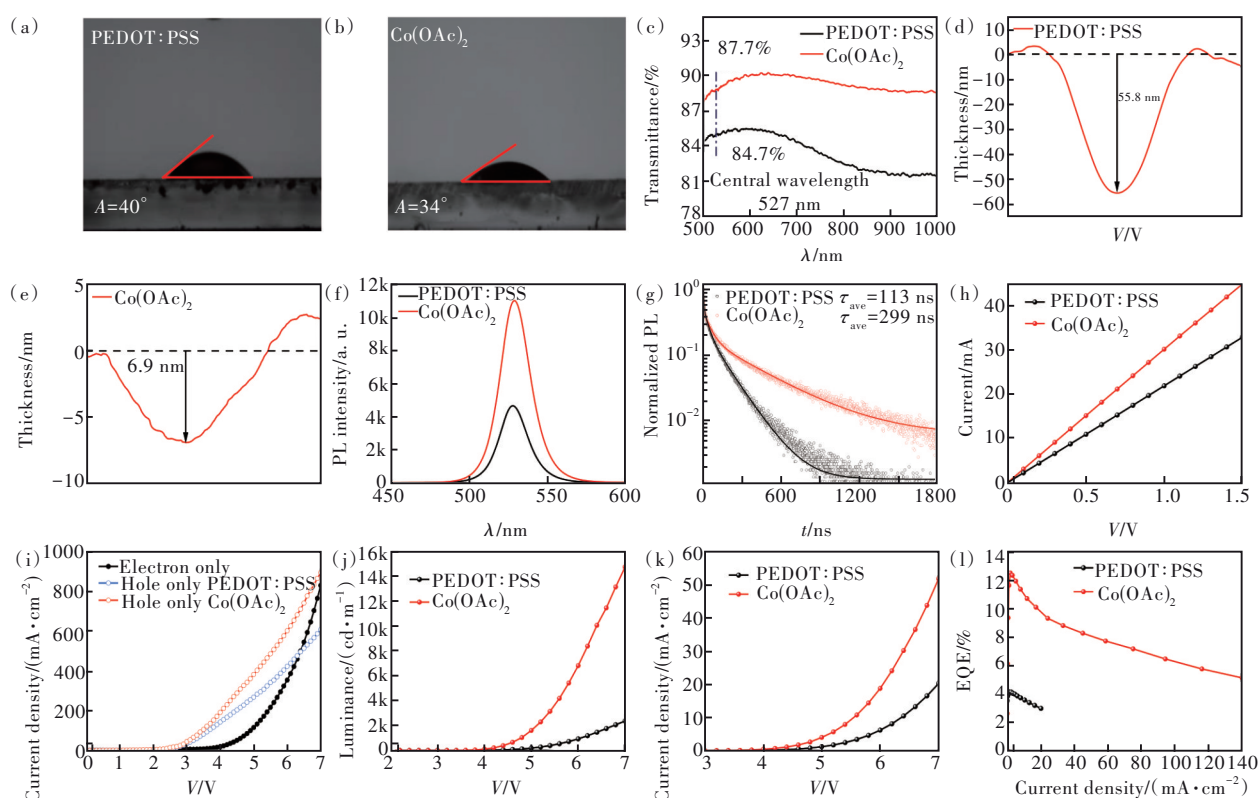 (a)
PEDOT:PSS
A=40°
(b)
Co(OAc)₂
A=34°
(c)
93
90
87
84
81
78
Transmittance/%
PEDOT:PSS
Co(OAc)₂
87.7%
84.7%
Central wavelength
527 nm
500 600 700 800 900 1000
λ/nm
(d)
10
0
−10
−20
−30
−40
−50
−60
Thickness/nm
PEDOT:PSS
55.8 nm
V/V
(e)
5
0
−5
−10
Thickness/nm
Co(OAc)₂
6.9 nm
(f)
12k
10k
8k
6k
4k
2k
0
PL intensity/a. u.
PEDOT:PSS
Co(OAc)₂
450 500 550 600
λ/nm
(g)
10⁰
10⁻¹
10⁻²
Normalized PL
PEDOT:PSS τave=113 ns
Co(OAc)₂ τave=299 ns
0 600 1200 1800
t/ns
(h)
40
20
0
Current/mA
PEDOT:PSS
Co(OAc)₂
0 0.5 1.0 1.5
V/V
(i)
1000
800
600
400
200
0
Current density/(mA·cm⁻²)
Electron only
Hole only PEDOT:PSS
Hole only Co(OAc)₂
0 1 2 3 4 5 6 7
V/V
(j)
16k
14k
12k
10k
8k
6k
4k
2k
0
Luminance/(cd·m⁻¹)
PEDOT:PSS
Co(OAc)₂
2 3 4 5 6 7
V/V
(k)
60
50
40
30
20
10
0
Current density/(mA·cm⁻²)
PEDOT:PSS
Co(OAc)₂
3 4 5 6 7
V/V
(l)
14
12
10
8
6
4
2
0
EQE/%
PEDOT:PSS
Co(OAc)₂
0 20 40 60 80 100 120 140
Current density/(mA·cm⁻²)